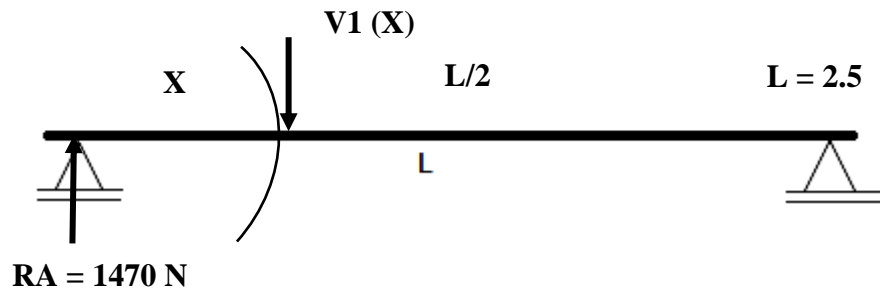 V1 (X)
X
L/2
L = 2.5
L
RA = 1470 N